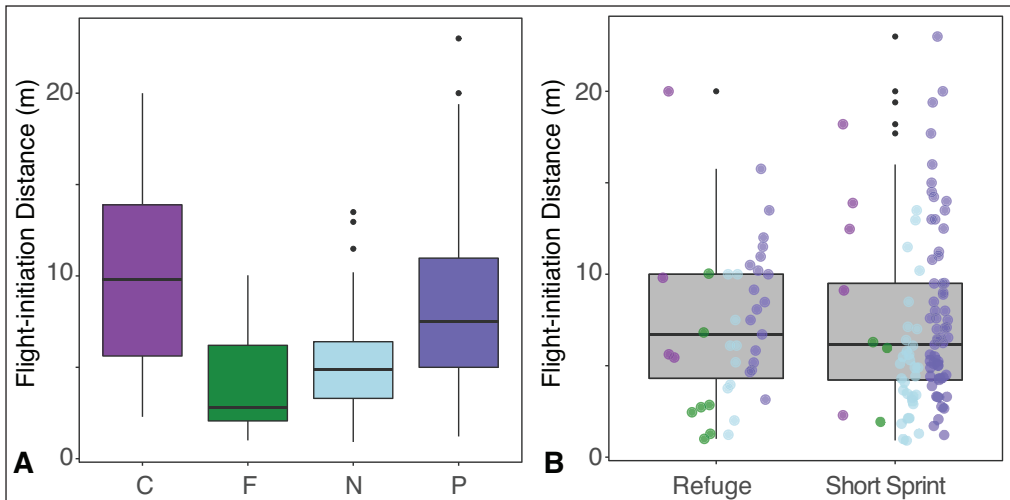 Flight-initiation Distance (m)
20
10
0
A
C F N P
Flight-initiation Distance (m)
20
10
0
B
Refuge Short Sprint